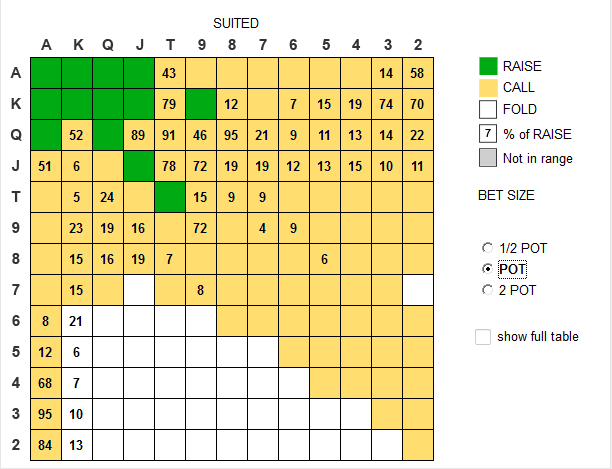 SUITED
A K Q J T 9 8 7 6 5 4 3 2
A 43 14 58
K 79 12 7 15 19 74 70
Q 52 89 91 46 95 21 9 11 13 14 22
J 51 6 78 72 19 19 12 13 15 10 11
T 5 24 15 9 9
9 23 19 16 72 4 9
8 15 16 19 7 6
7 15 8
6 8 21
5 12 6
4 68 7
3 95 10
2 84 13
RAISE
CALL
FOLD
7 % of RAISE
Not in range
BET SIZE
1/2 POT
POT
2 POT
show full table